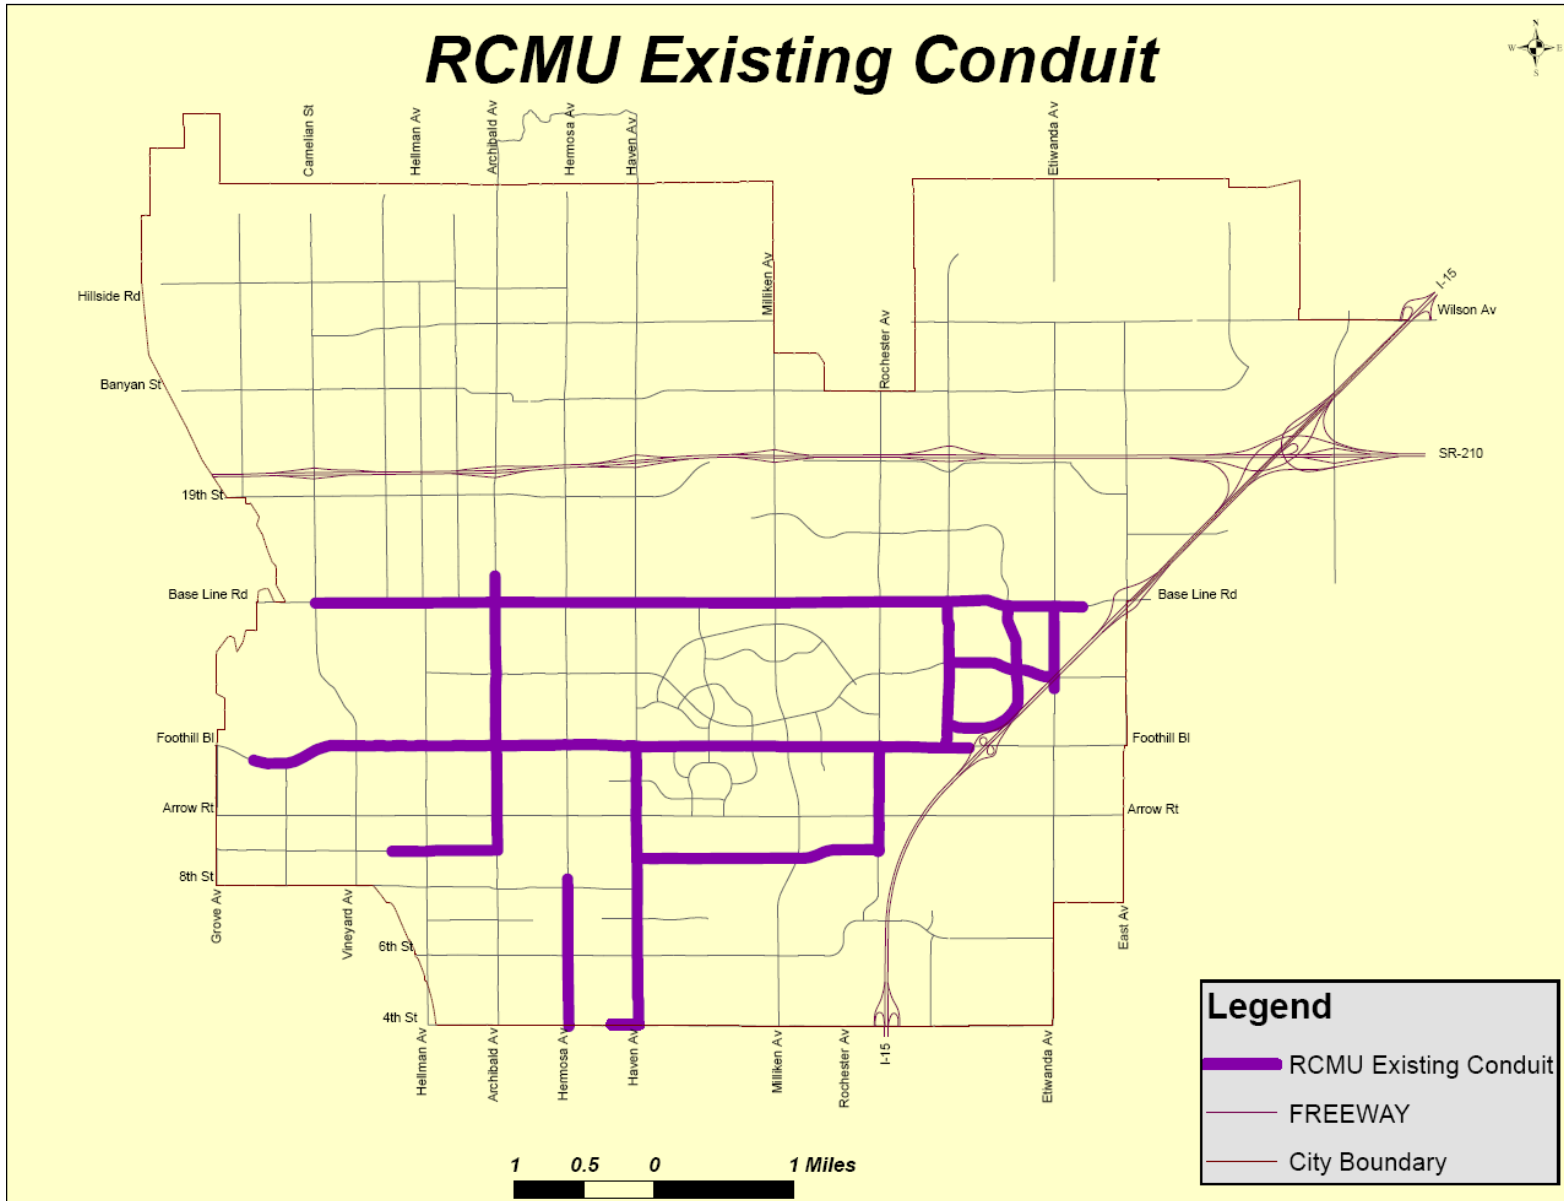 RCMU Existing Conduit
N
W E
S
Carnelian St
Hellman Av
Archibald Av
Hermosa Av
Haven Av
Etiwanda Av
Milliken Av
Rochester Av
I-15
Hillside Rd
Wilson Av
Banyan St
SR-210
19th St
Base Line Rd
Base Line Rd
Foothill Bl
Foothill Bl
Arrow Rt
Arrow Rt
8th St
Grove Av
Vineyard Av
6th St
East Av
4th St
Hellman Av
Archibald Av
Hermosa Av
Haven Av
Milliken Av
Rochester Av
I-15
Etiwanda Av
Legend
RCMU Existing Conduit
FREEWAY
City Boundary
1 0.5 0 1 Miles